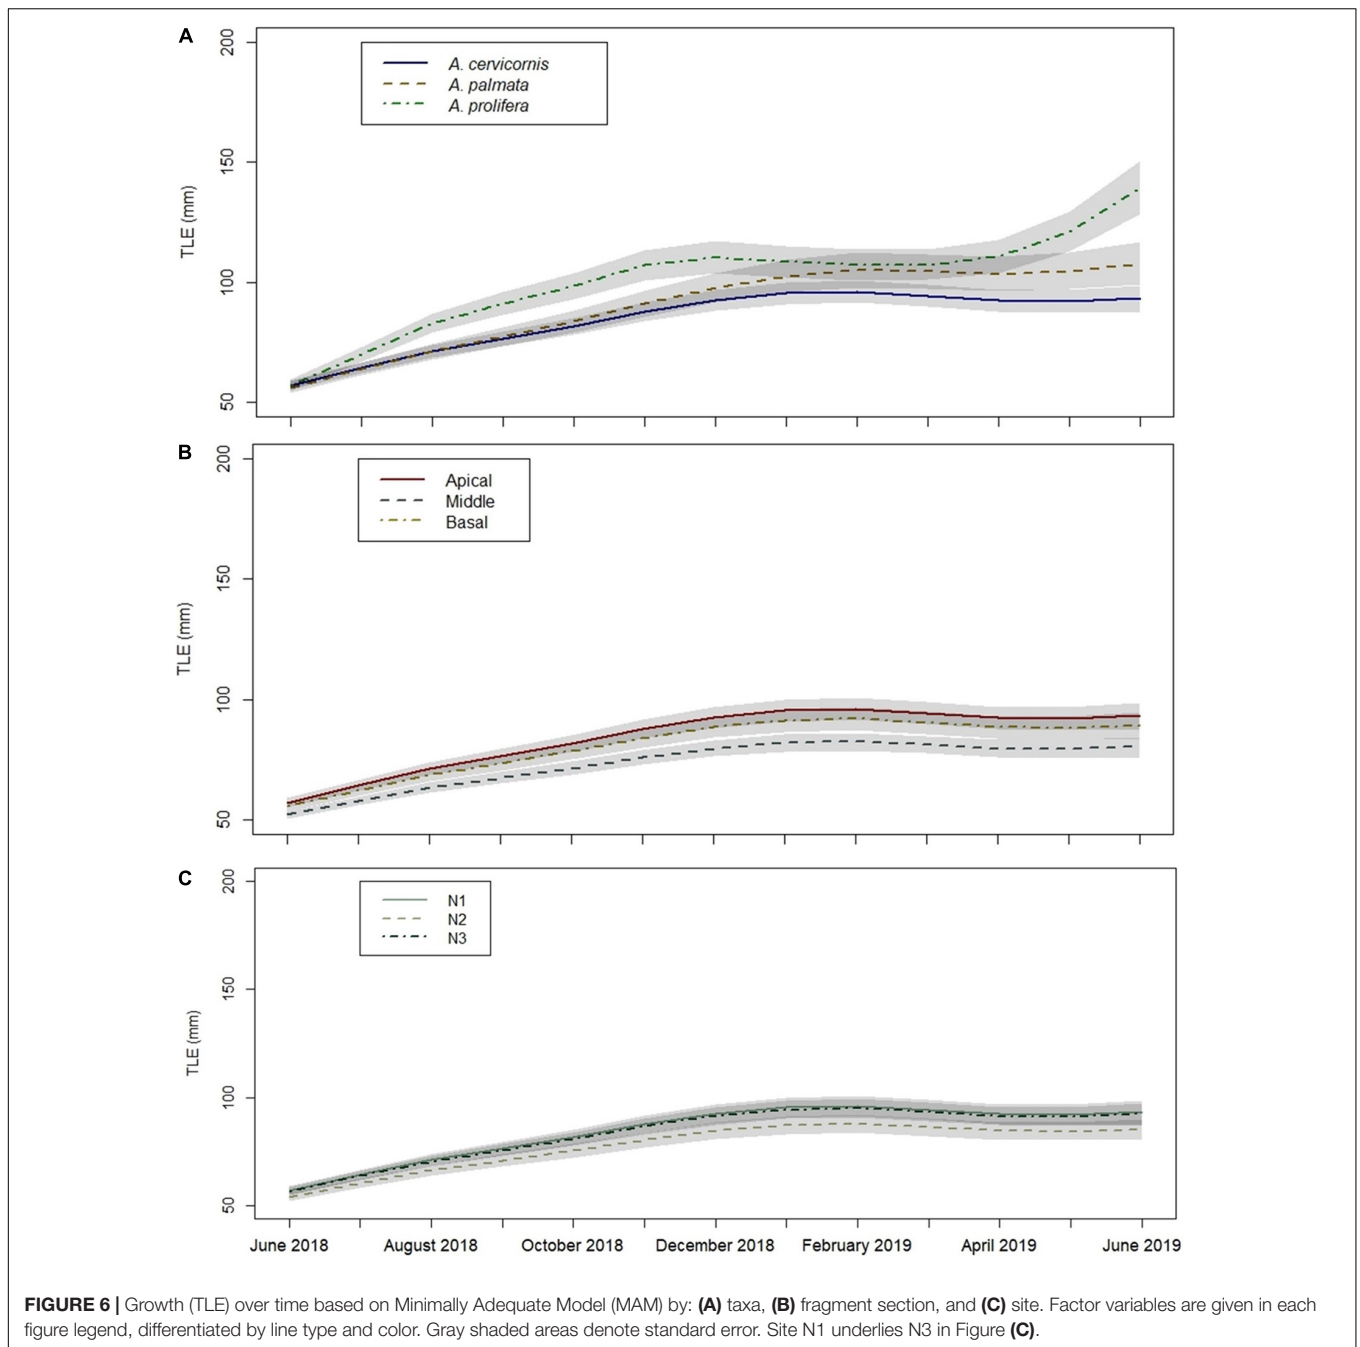 A
200
150
100
50
TLE (mm)
A. cervicornis
A. palmata
A. prolifera
B
200
150
100
50
TLE (mm)
Apical
Middle
Basal
C
200
150
100
50
TLE (mm)
N1
N2
N3
June 2018 August 2018 October 2018 December 2018 February 2019 April 2019 June 2019
FIGURE 6 | Growth (TLE) over time based on Minimally Adequate Model (MAM) by: (A) taxa, (B) fragment section, and (C) site. Factor variables are given in each
figure legend, differentiated by line type and color. Gray shaded areas denote standard error. Site N1 underlies N3 in Figure (C).